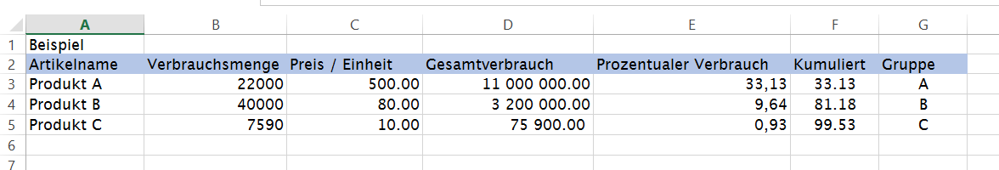 A B C D E F G
1 Beispiel
2 Artikelname Verbrauchsmenge Preis / Einheit Gesamtverbrauch Prozentualer Verbrauch Kumuliert Gruppe
3 Produkt A 22000 500.00 11 000 000.00 33,13 33.13 A
4 Produkt B 40000 80.00 3 200 000.00 9,64 81.18 B
5 Produkt C 7590 10.00 75 900.00 0,93 99.53 C
6
7